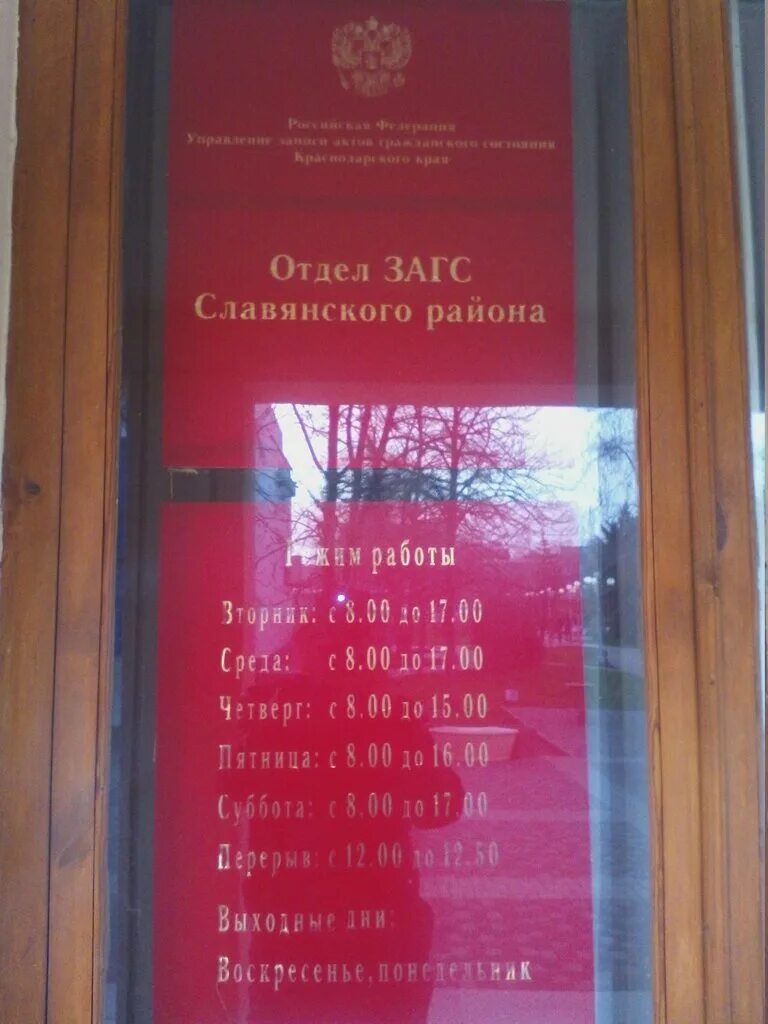 Российская Федерация
Управление записи актов гражданского состояния
Краснодарского края
Отдел ЗАГС
Славянского района
Режим работы
Вторник: с 8.00 до 17.00
Среда: с 8.00 до 17.00
Четверг: с 8.00 до 15.00
Пятница: с 8.00 до 16.00
Суббота: с 8.00 до 17.00
Перерыв: с 12.00 до 12.50
Выходные дни:
Воскресенье, понедельник